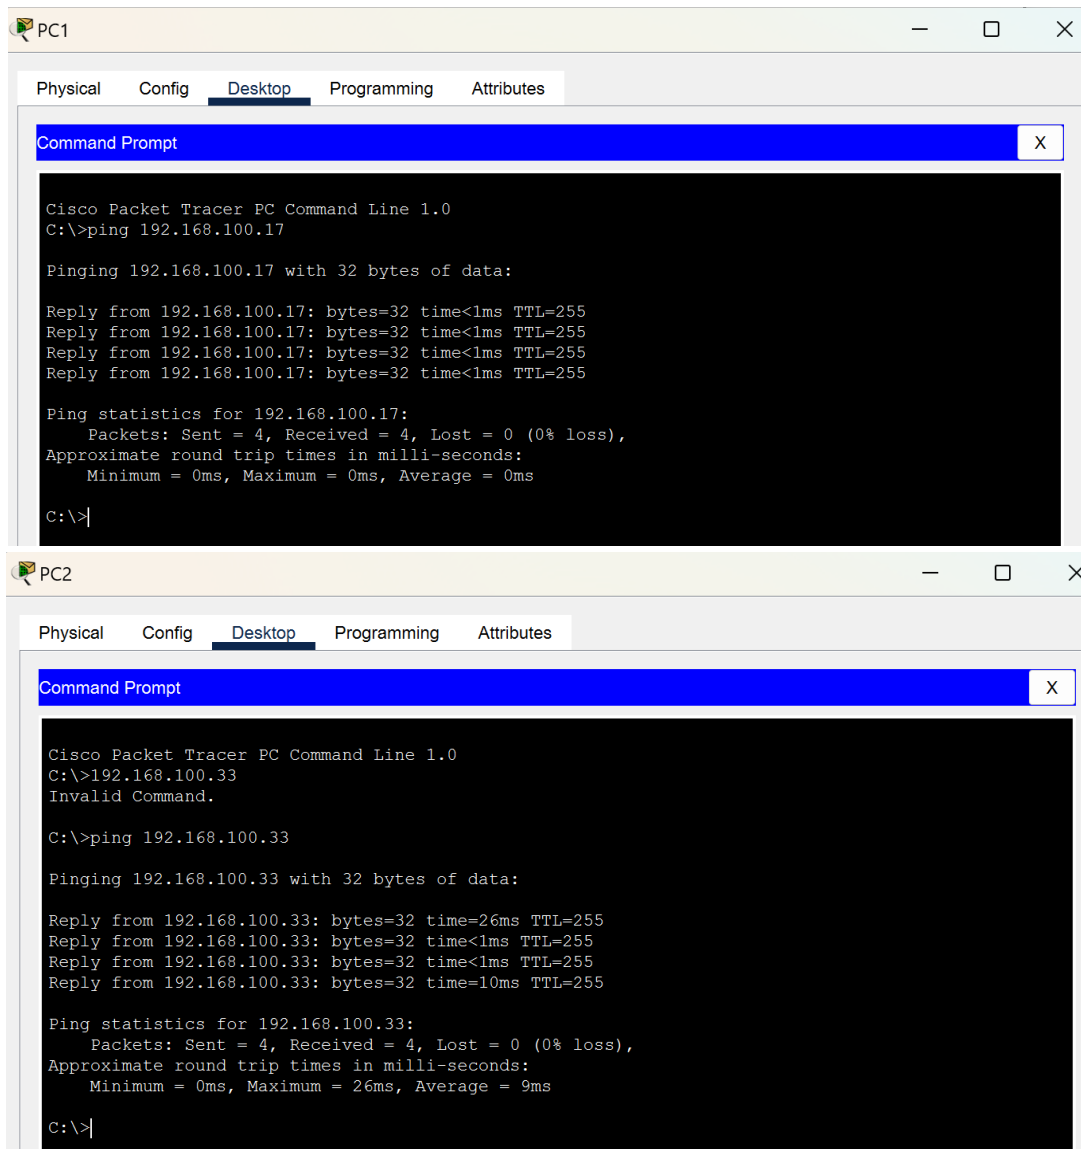 PC1
Physical Config Desktop Programming Attributes
Command Prompt X
Cisco Packet Tracer PC Command Line 1.0
C:\>ping 192.168.100.17
Pinging 192.168.100.17 with 32 bytes of data:
Reply from 192.168.100.17: bytes=32 time<1ms TTL=255
Reply from 192.168.100.17: bytes=32 time<1ms TTL=255
Reply from 192.168.100.17: bytes=32 time<1ms TTL=255
Reply from 192.168.100.17: bytes=32 time<1ms TTL=255
Ping statistics for 192.168.100.17:
Packets: Sent = 4, Received = 4, Lost = 0 (0% loss),
Approximate round trip times in milli-seconds:
Minimum = 0ms, Maximum = 0ms, Average = 0ms
C:\>
PC2
Physical Config Desktop Programming Attributes
Command Prompt X
Cisco Packet Tracer PC Command Line 1.0
C:\>192.168.100.33
Invalid Command.
C:\>ping 192.168.100.33
Pinging 192.168.100.33 with 32 bytes of data:
Reply from 192.168.100.33: bytes=32 time=26ms TTL=255
Reply from 192.168.100.33: bytes=32 time<1ms TTL=255
Reply from 192.168.100.33: bytes=32 time<1ms TTL=255
Reply from 192.168.100.33: bytes=32 time=10ms TTL=255
Ping statistics for 192.168.100.33:
Packets: Sent = 4, Received = 4, Lost = 0 (0% loss),
Approximate round trip times in milli-seconds:
Minimum = 0ms, Maximum = 26ms, Average = 9ms
C:\>